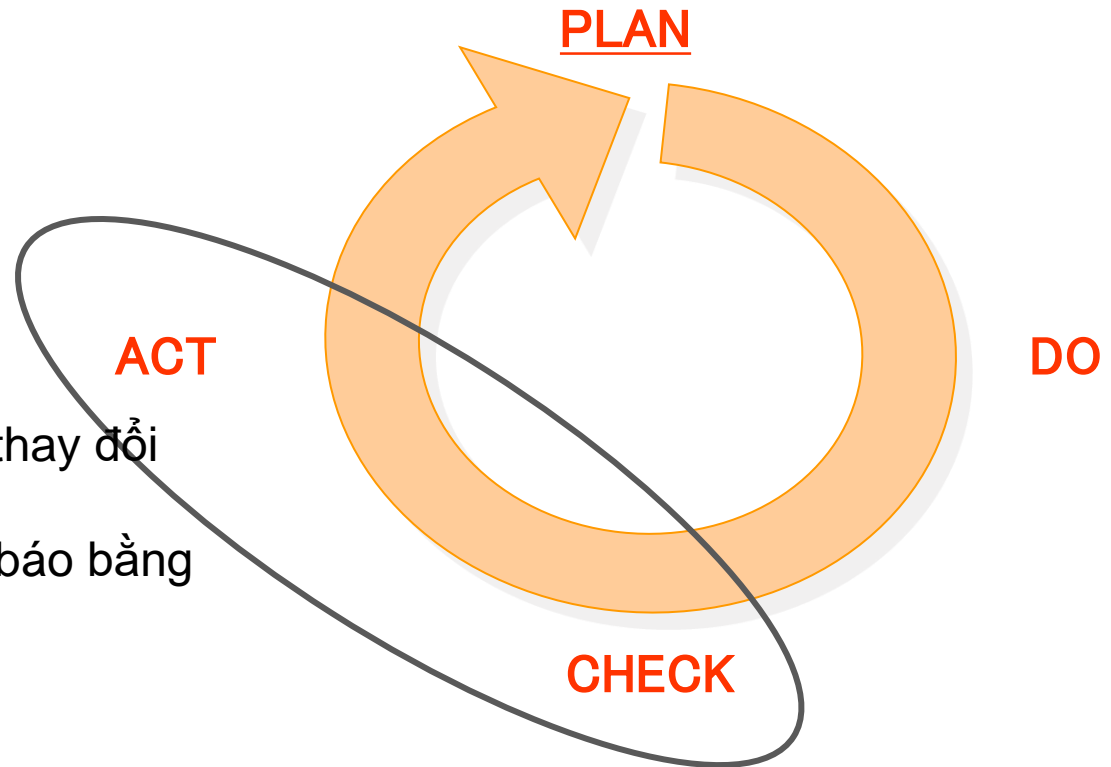 PLAN
ACT
DO
thay đổi
báo bằng
CHECK